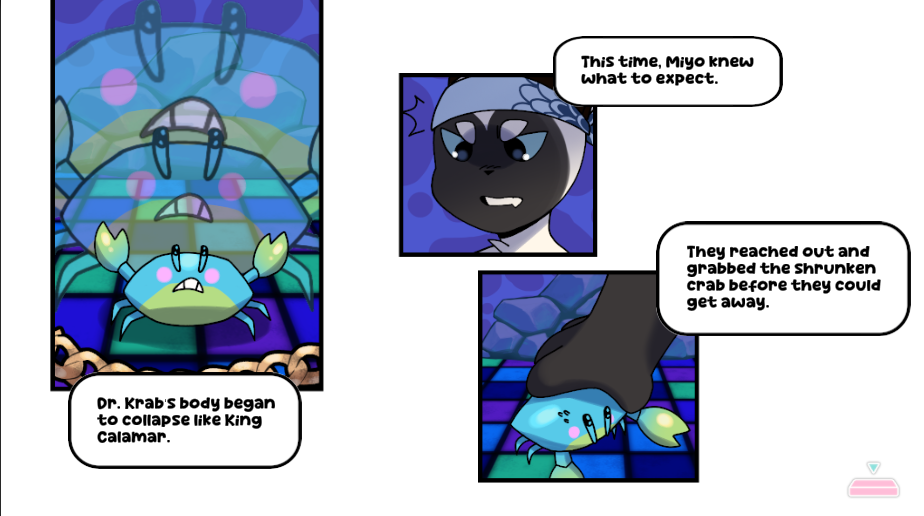 Dr. Krab's body began
to collapse like King
Calamar.
This time, Miyo knew
what to expect.
They reached out and
grabbed the shrunken
crab before they could
get away.